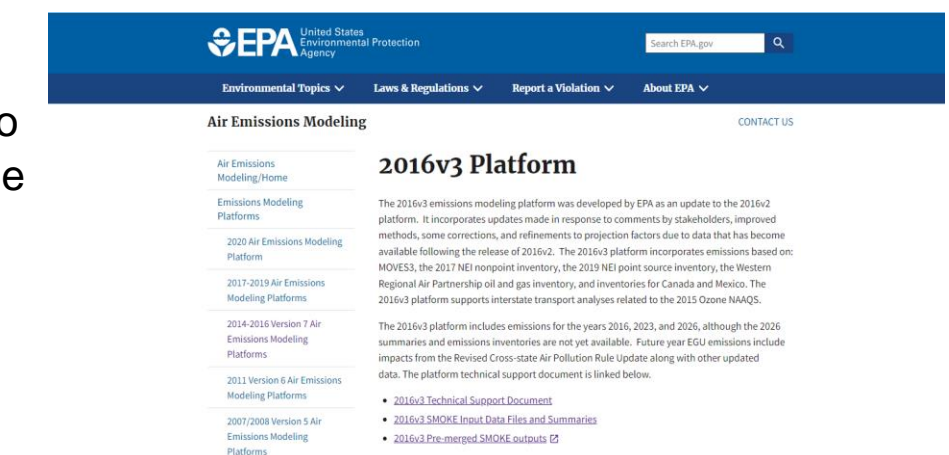 o
e
EPA
United States
Environmental Protection
Agency
Search EPA.gov
Environmental Topics
Laws & Regulations
Report a Violation
About EPA
Air Emissions Modeling
CONTACT US
Air Emissions
Modeling/Home
Emissions Modeling
Platforms
2020 Air Emissions Modeling
Platform
2017-2019 Air Emissions
Modeling Platforms
2014-2016 Version 7 Air
Emissions Modeling
Platforms
2011 Version 6 Air Emissions
Modeling Platforms
2007/2008 Version 5 Air
Emissions Modeling
Platforms
2016v3 Platform
The 2016v3 emissions modeling platform was developed by EPA as an update to the 2016v2
platform. It incorporates updates made in response to comments by stakeholders, improved
methods, some corrections, and refinements to projection factors due to data that has become
available following the release of 2016v2. The 2016v3 platform incorporates emissions based on:
MOVES3, the 2017 NEI nonpoint inventory, the 2019 NEI point source inventory, the Western
Regional Air Partnership oil and gas inventory, and inventories for Canada and Mexico. The
2016v3 platform supports interstate transport analyses related to the 2015 Ozone NAAQS.
The 2016v3 platform includes emissions for the years 2016, 2023, and 2026, although the 2026
summaries and emissions inventories are not yet available. Future year EGU emissions include
impacts from the Revised Cross-state Air Pollution Rule Update along with other updated
data. The platform technical support document is linked below.
• 2016v3 Technical Support Document
• 2016v3 SMOKE Input Data Files and Summaries
• 2016v3 Pre-merged SMOKE outputs